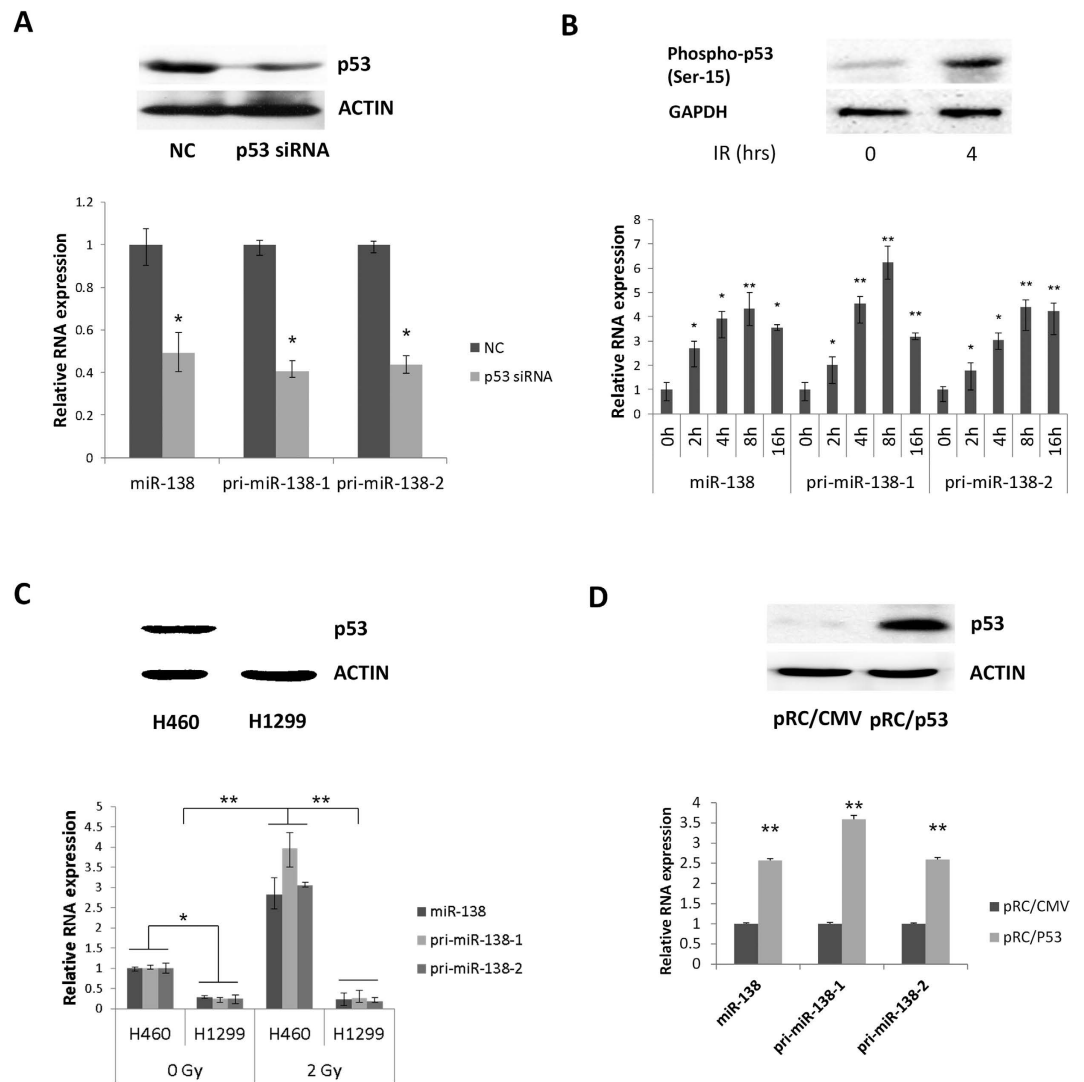 A
p53
ACTIN
NC p53 siRNA
Relative RNA expression
1.2
1
0.8
0.6
0.4
0.2
0
* * *
NC
p53 siRNA
miR-138 pri-miR-138-1 pri-miR-138-2
B
Phospho-p53
(Ser-15)
GAPDH
IR (hrs) 0 4
Relative RNA expression
8
7
6
5
4
3
2
1
0
* * ** * * ** ** ** * * ** **
0h 2h 4h 8h 16h 0h 2h 4h 8h 16h 0h 2h 4h 8h 16h
miR-138 pri-miR-138-1 pri-miR-138-2
C
p53
ACTIN
H460 H1299
Relative RNA expression
5
4.5
4
3.5
3
2.5
2
1.5
1
0.5
0
** **
*
miR-138
pri-miR-138-1
pri-miR-138-2
H460 H1299 H460 H1299
0 Gy 2 Gy
D
p53
ACTIN
pRC/CMV pRC/p53
Relative RNA expression
4
3.5
3
2.5
2
1.5
1
0.5
0
** ** **
pRC/CMV
pRC/P53
miR-138 pri-miR-138-1 pri-miR-138-2